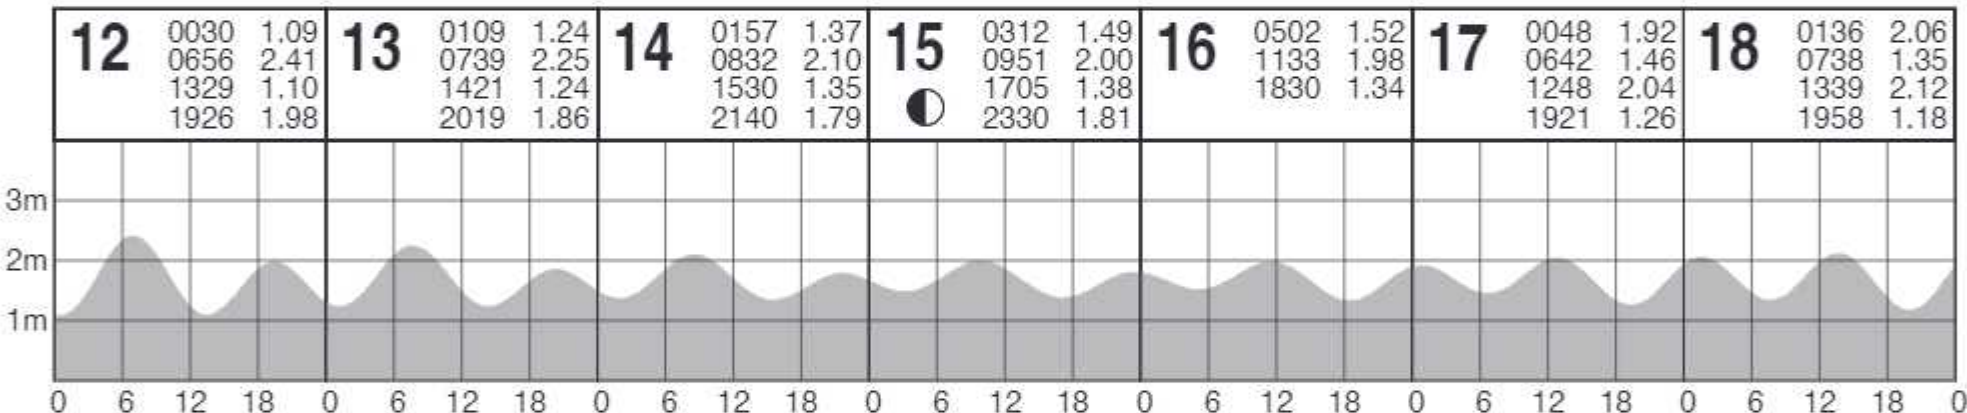 12 0030 1.09 13 0109 1.24 14 0157 1.37 15 0312 1.49 16 0502 1.52 17 0048 1.92 18 0136 2.06
0656 2.41 0739 2.25 0832 2.10 0951 2.00 1133 1.98 0642 1.46 0738 1.35
1329 1.10 1421 1.24 1530 1.35 1705 1.38 1830 1.34 1248 2.04 1339 2.12
1926 1.98 2019 1.86 2140 1.79 2330 1.81 1921 1.26 1958 1.18
3m
2m
1m
0 6 12 18 0 6 12 18 0 6 12 18 0 6 12 18 0 6 12 18 0 6 12 18 0 6 12 18 0